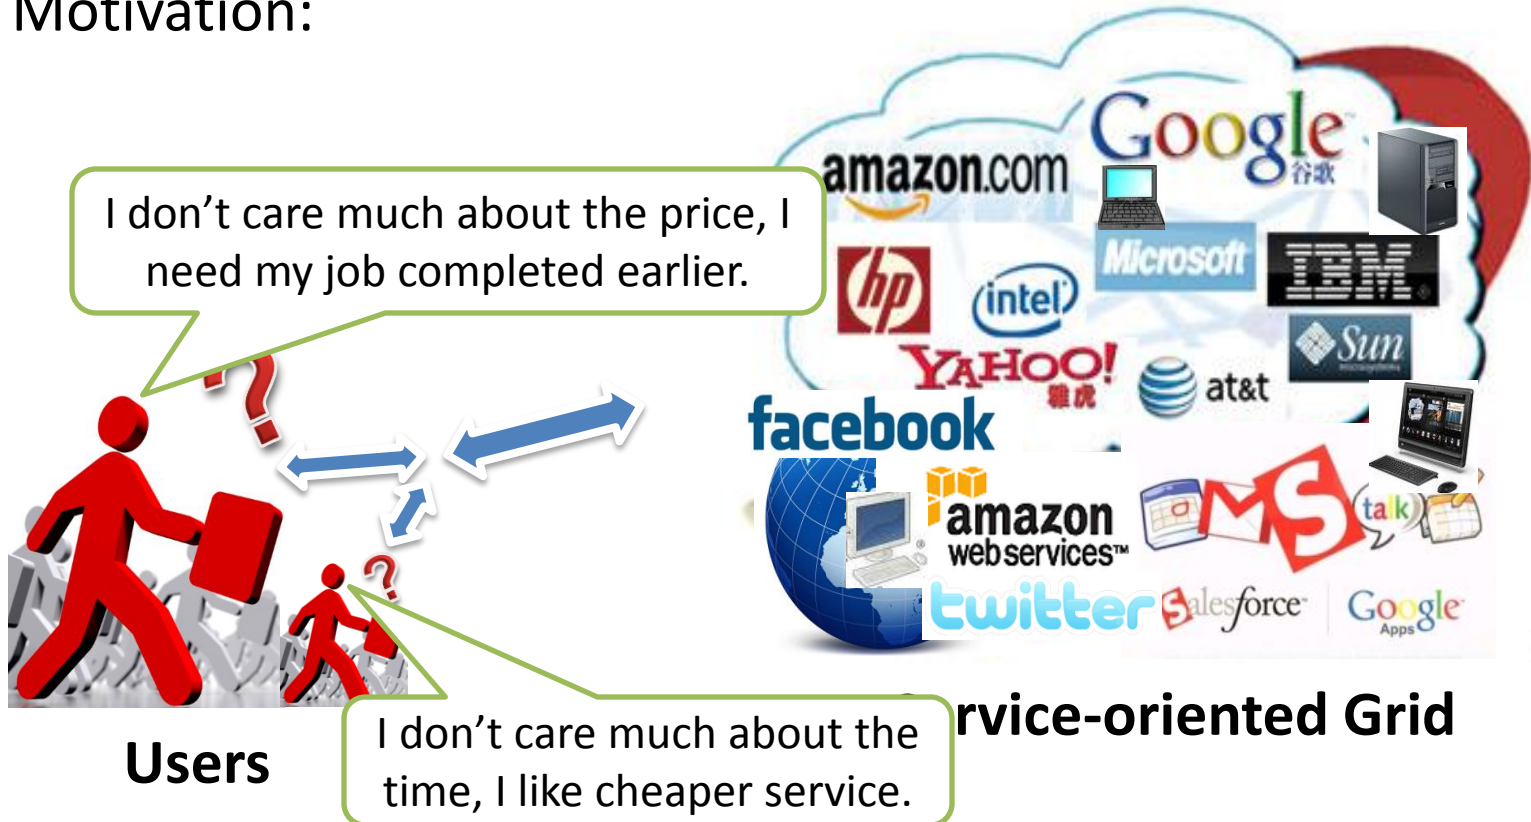 Motivation:
I don’t care much about the price, I
need my job completed earlier.
amazon.com
Google
谷歌
hp
intel
Microsoft
IBM
Sun
microsystems
YAHOO!
雅虎
at&t
facebook
amazon
webservices™
twitter
talk
salesforce
Google
Apps
rvice-oriented Grid
Users
I don’t care much about the
time, I like cheaper service.